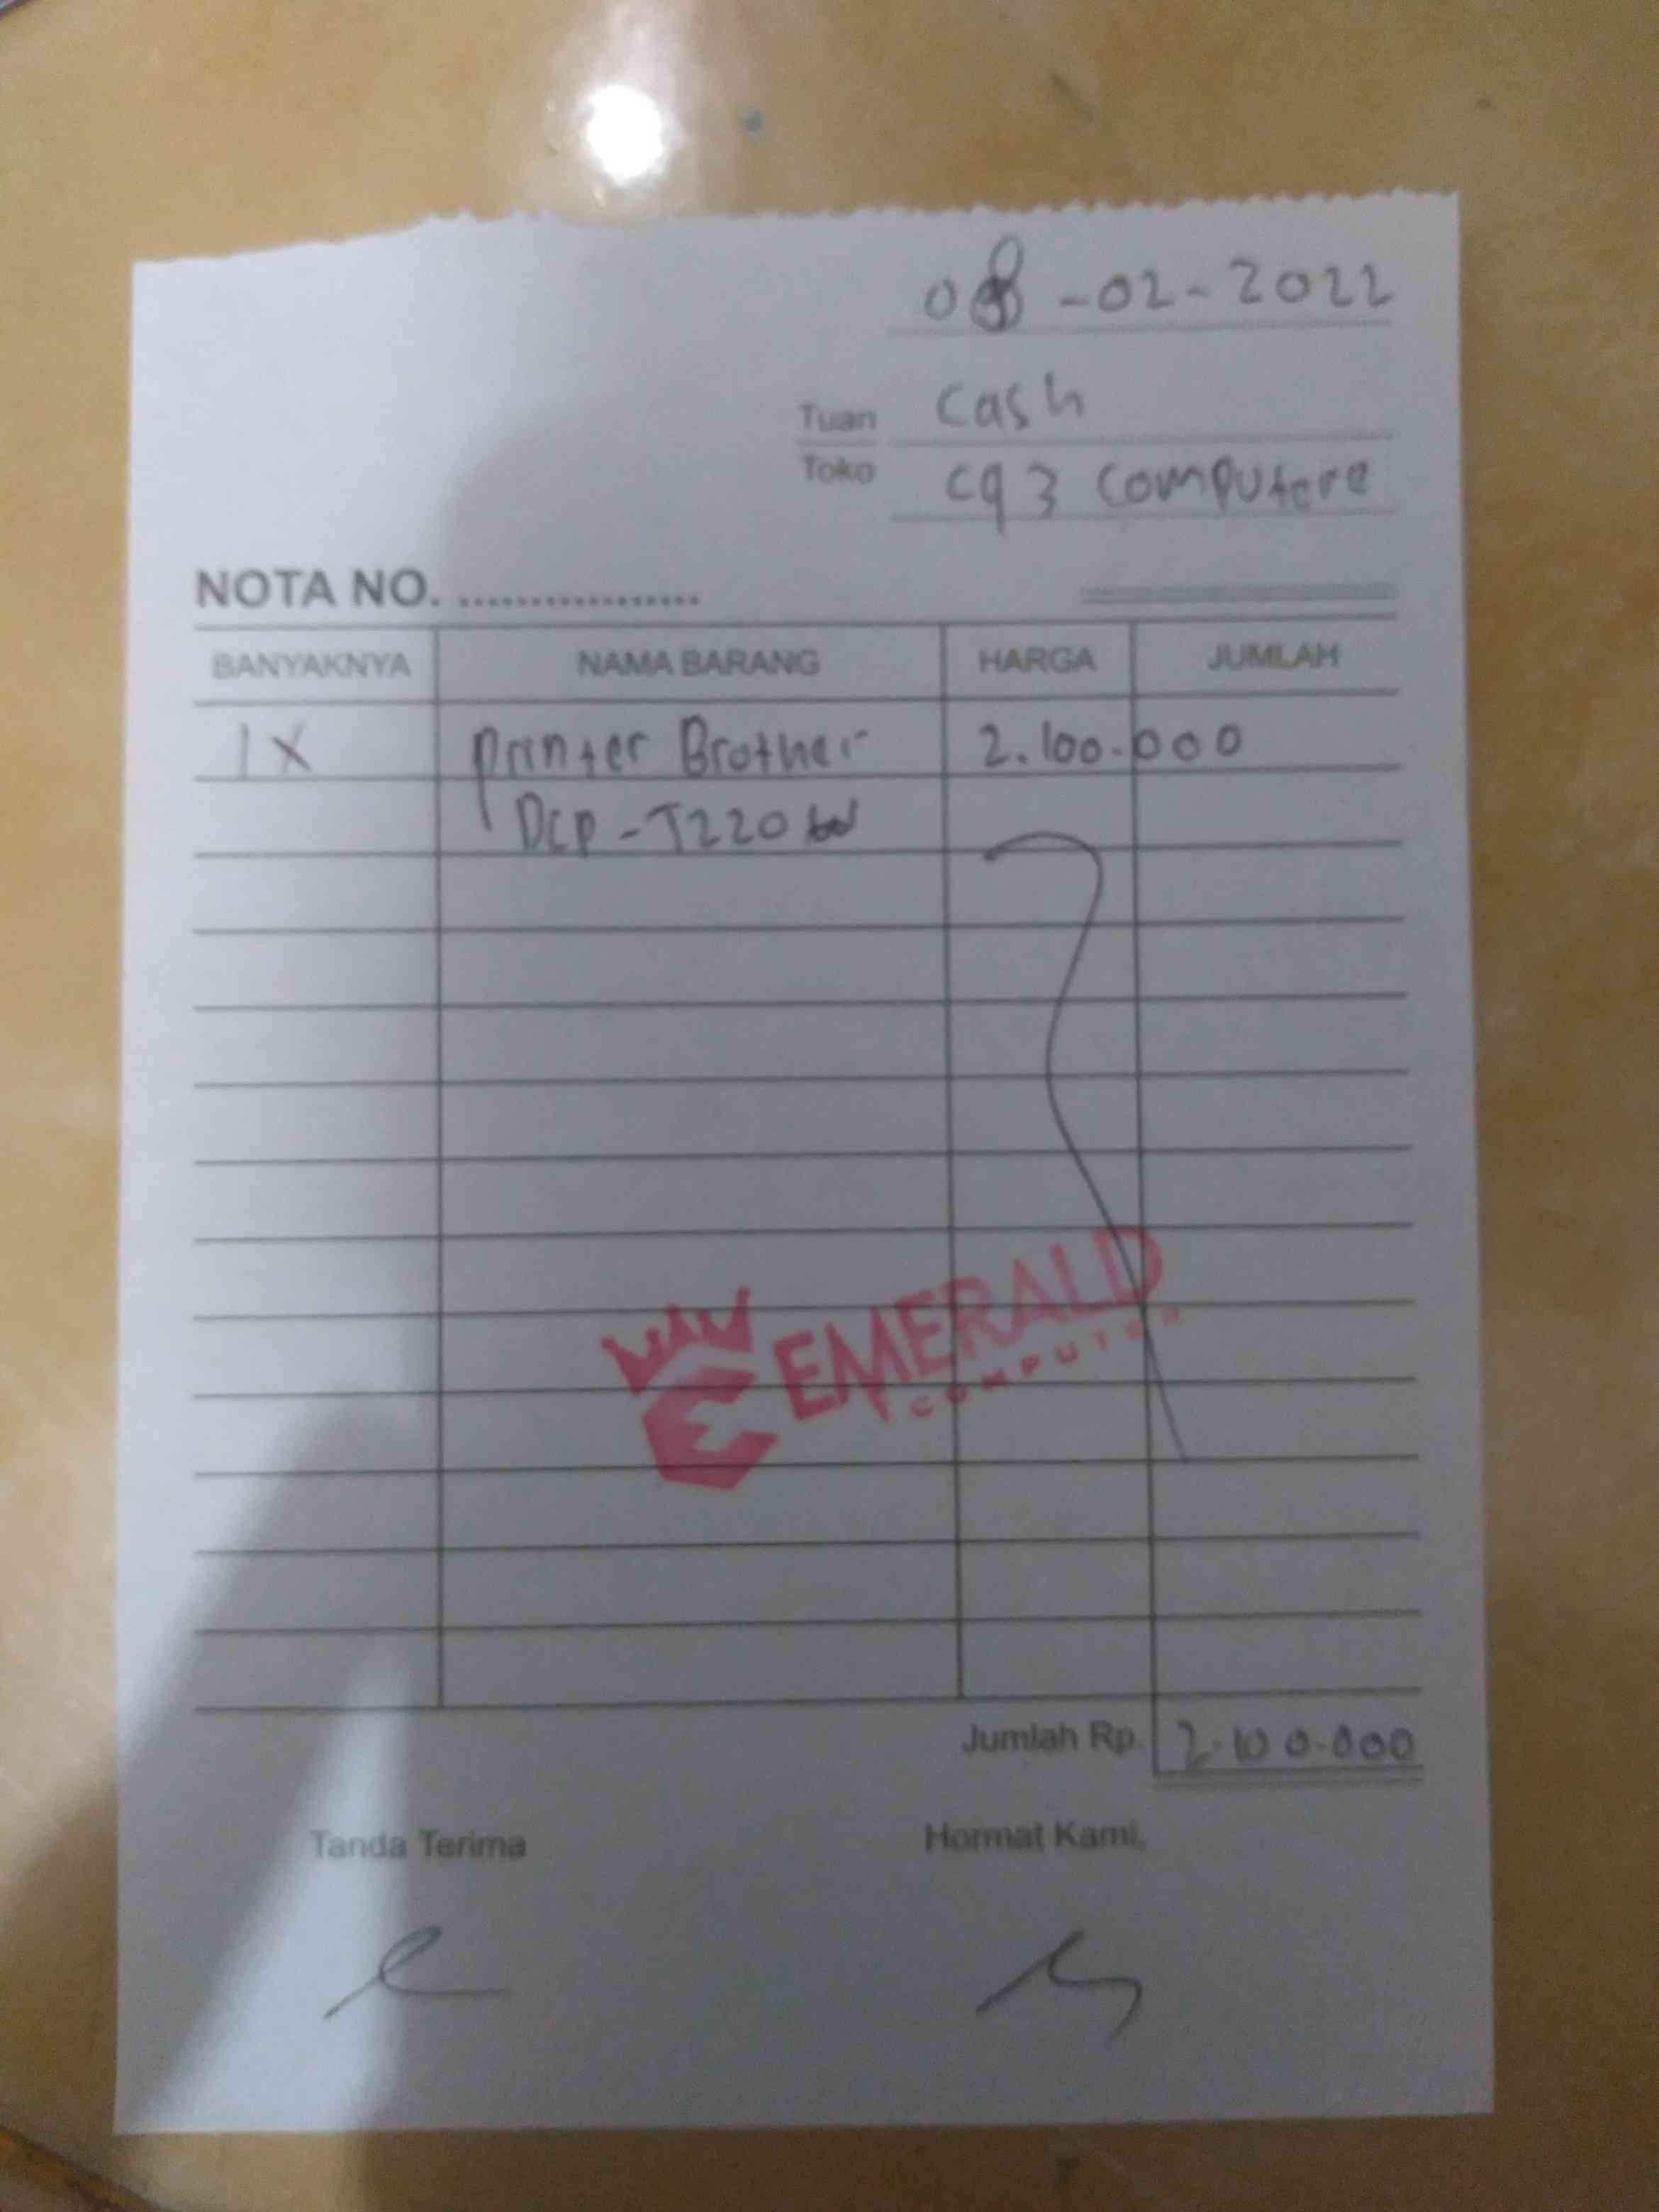 08-02-2022
Tuan Cash
Toko cq3 Computere
NOTA NO. ..................
BANYAKNYA NAMA BARANG HARGA JUMLAH
1X Printer Brother 2.100.000
DCP-T220
EMERALD
COMPUTER
Jumlah Rp. 2.100.000
Tanda Terima Hormat Kami,